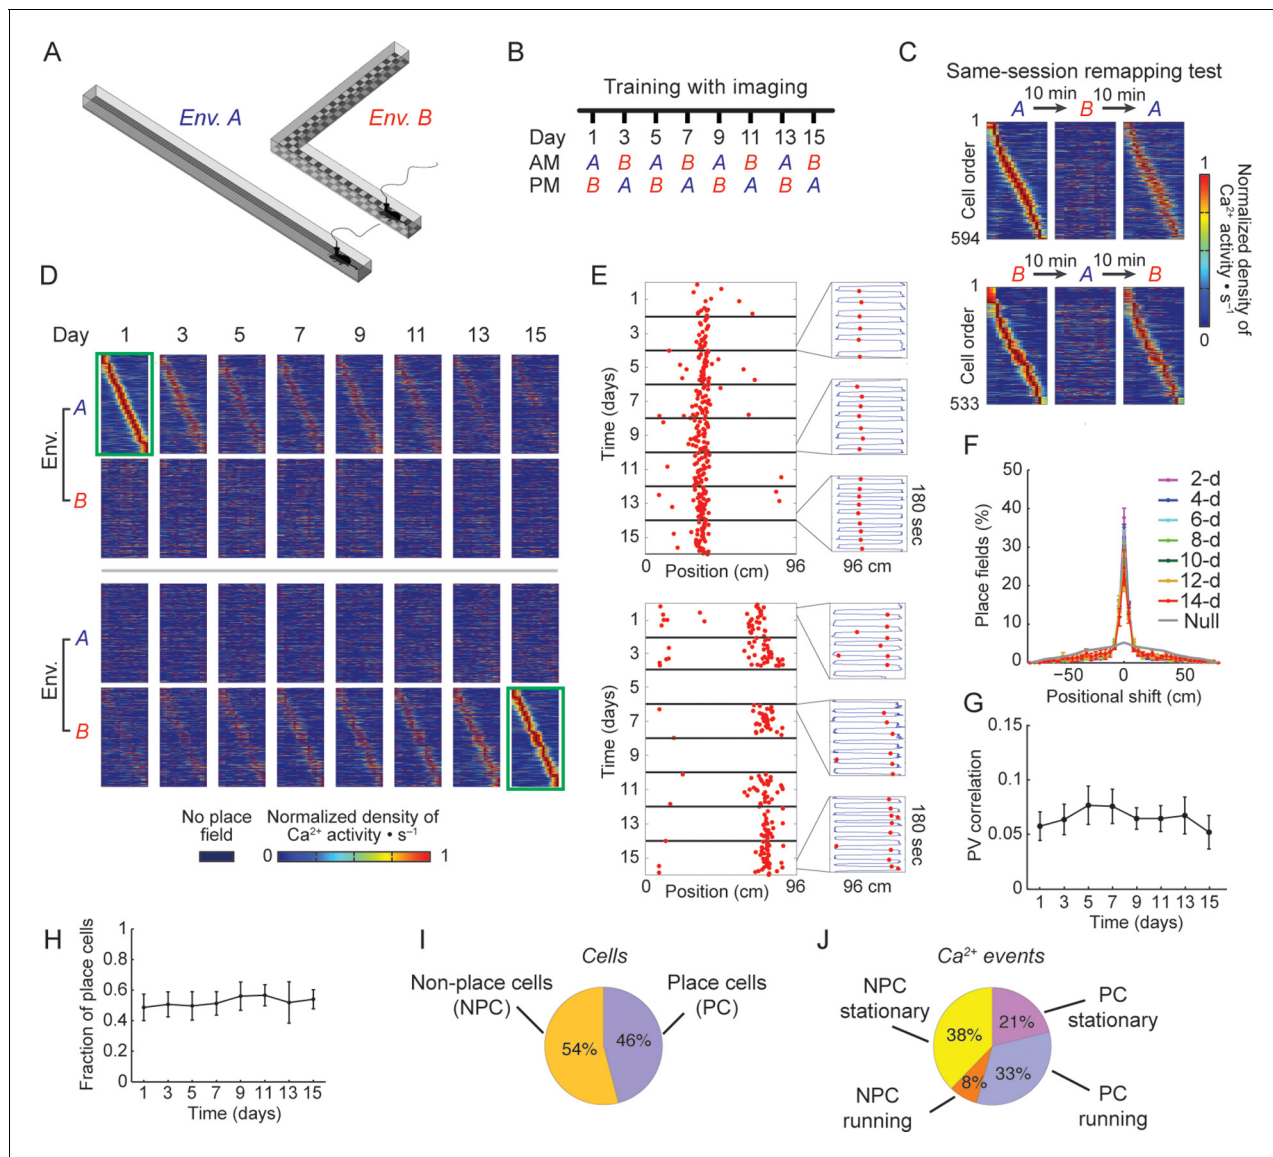 A
Env. A
Env. B
B
Training with imaging
Day 1 3 5 7 9 11 13 15
AM A B A B A B A B
PM B A B A B A B A
C
Same-session remapping test
10 min 10 min
A B A
1
Cell order
594
10 min 10 min
B A B
1
Cell order
533
1
0
Normalized density of
Ca²⁺ activity • s⁻¹
D
Day 1 3 5 7 9 11 13 15
Env.
A
B
Env.
A
B
No place
field
Normalized density of
Ca²⁺ activity • s⁻¹
0 1
E
Time (days)
1
3
5
7
9
11
13
15
Position (cm)
96
96 cm
180 sec
Time (days)
1
3
5
7
9
11
13
15
0
Position (cm)
96
96 cm
180 sec
F
Place fields (%)
50
40
30
20
10
0
−50 0 50
Positional shift (cm)
2-d
4-d
6-d
8-d
10-d
12-d
14-d
Null
G
PV correlation
0.15
0.1
0.05
0
1 3 5 7 9 11 13 15
Time (days)
H
Fraction of place cells
1
0.8
0.6
0.4
0.2
0
1 3 5 7 9 11 13 15
Time (days)
I
Cells
Non-place cells
(NPC)
Place cells
(PC)
54%
46%
J
Ca²⁺ events
NPC
stationary
PC
stationary
38%
21%
8%
33%
NPC
running
PC
running